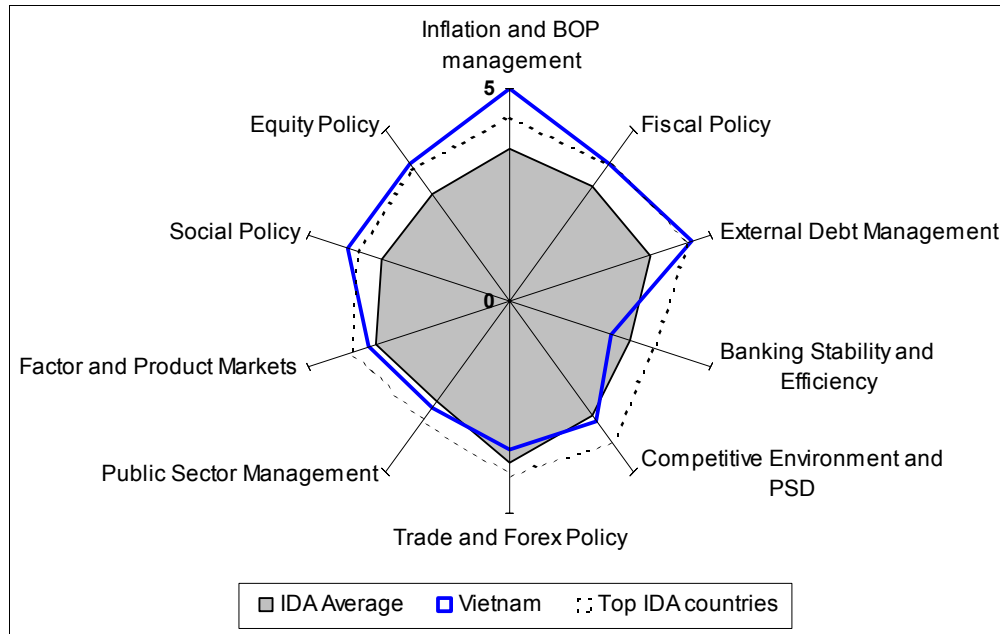 Inflation and BOP
management
5
Equity Policy
Fiscal Policy
Social Policy
External Debt Management
0
Factor and Product Markets
Banking Stability and
Efficiency
Public Sector Management
Competitive Environment and
PSD
Trade and Forex Policy
IDA Average
Vietnam
Top IDA countries